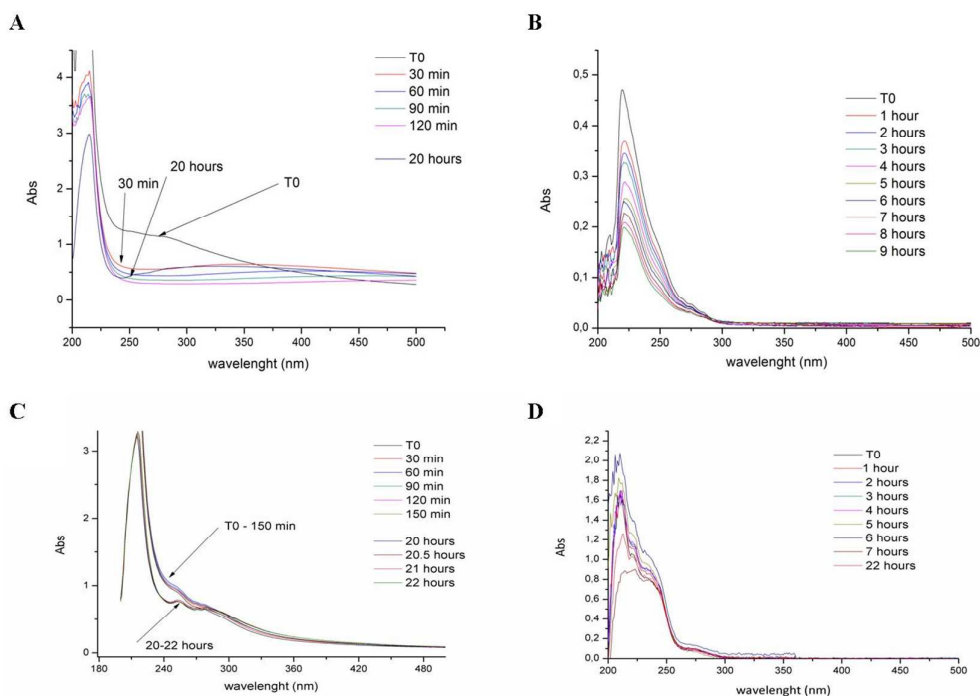 A
Abs
4
3
2
1
0
200
250
300
350
400
450
500
wavelenght (nm)
T0
30 min
60 min
90 min
120 min
20 hours
30 min
20 hours
T0
B
Abs
0,5
0,4
0,3
0,2
0,1
0,0
200
250
300
350
400
450
500
wavelenght (nm)
T0
1 hour
2 hours
3 hours
4 hours
5 hours
6 hours
7 hours
8 hours
9 hours
C
Abs
3
2
1
0
180
240
300
360
420
480
wavelenght (nm)
T0
30 min
60 min
90 min
120 min
150 min
20 hours
20.5 hours
21 hours
22 hours
T0 - 150 min
20-22 hours
D
Abs
2,2
2,0
1,8
1,6
1,4
1,2
1,0
0,8
0,6
0,4
0,2
0,0
200
250
300
350
400
450
500
wavelenght (nm)
T0
1 hour
2 hours
3 hours
4 hours
5 hours
6 hours
7 hours
22 hours